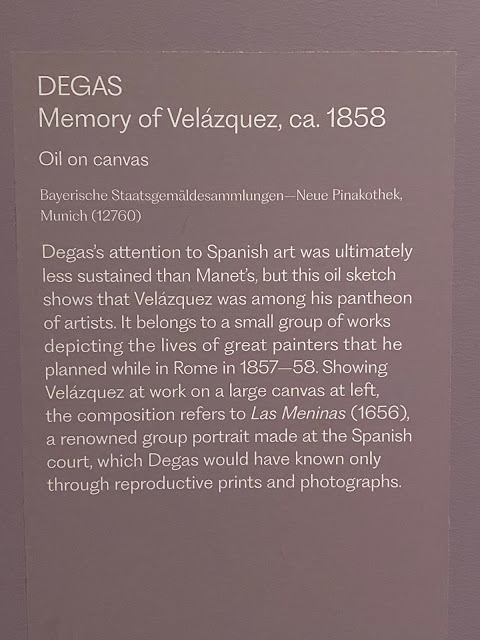 DEGAS
Memory of Velázquez, ca. 1858
Oil on canvas
Bayerische Staatsgemäldesammlungen—Neue Pinakothek,
Munich (12760)
Degas's attention to Spanish art was ultimately
less sustained than Manet's, but this oil sketch
shows that Velázquez was among his pantheon
of artists. It belongs to a small group of works
depicting the lives of great painters that he
planned while in Rome in 1857—58. Showing
Velázquez at work on a large canvas at left,
the composition refers to Las Meninas (1656),
a renowned group portrait made at the Spanish
court, which Degas would have known only
through reproductive prints and photographs.